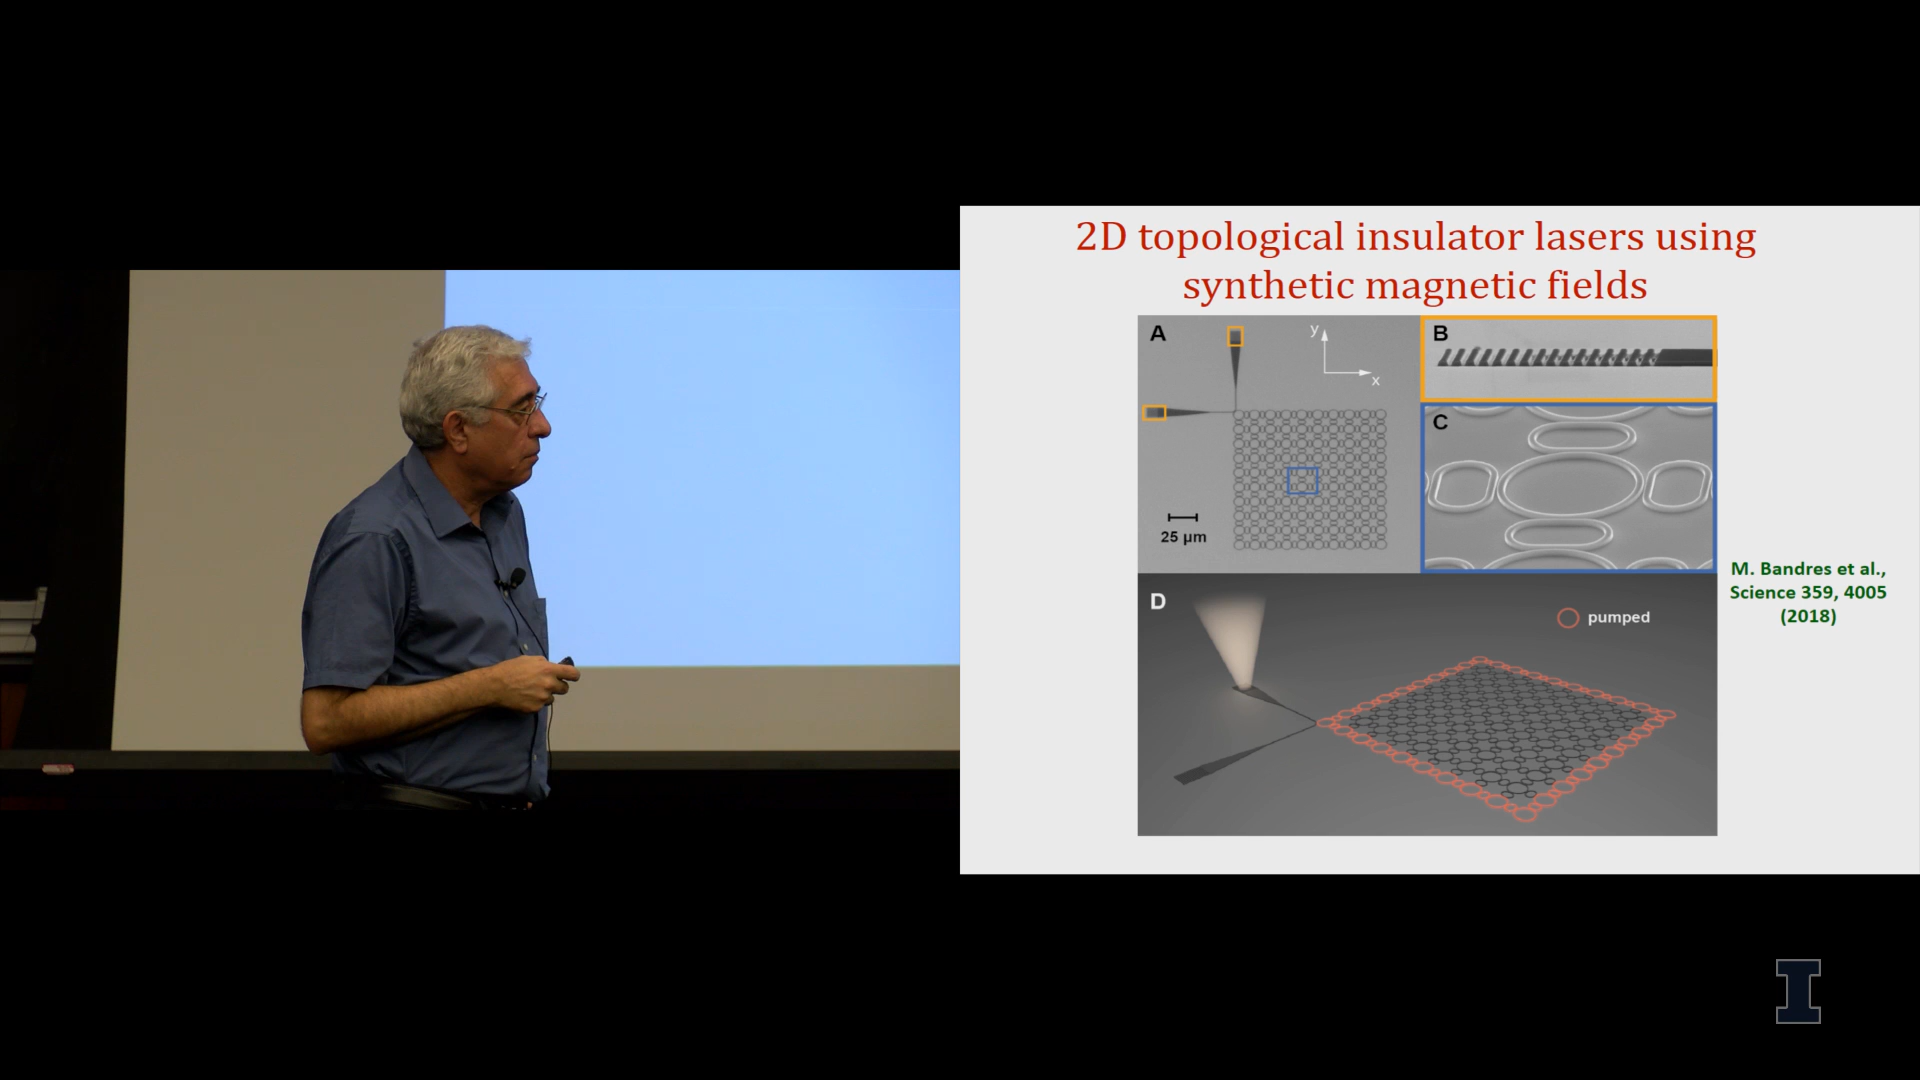 2D topological insulator lasers using
synthetic magnetic fields
A
y
x
25 µm
B
C
D
pumped
M. Bandres et al.,
Science 359, 4005
(2018)
I